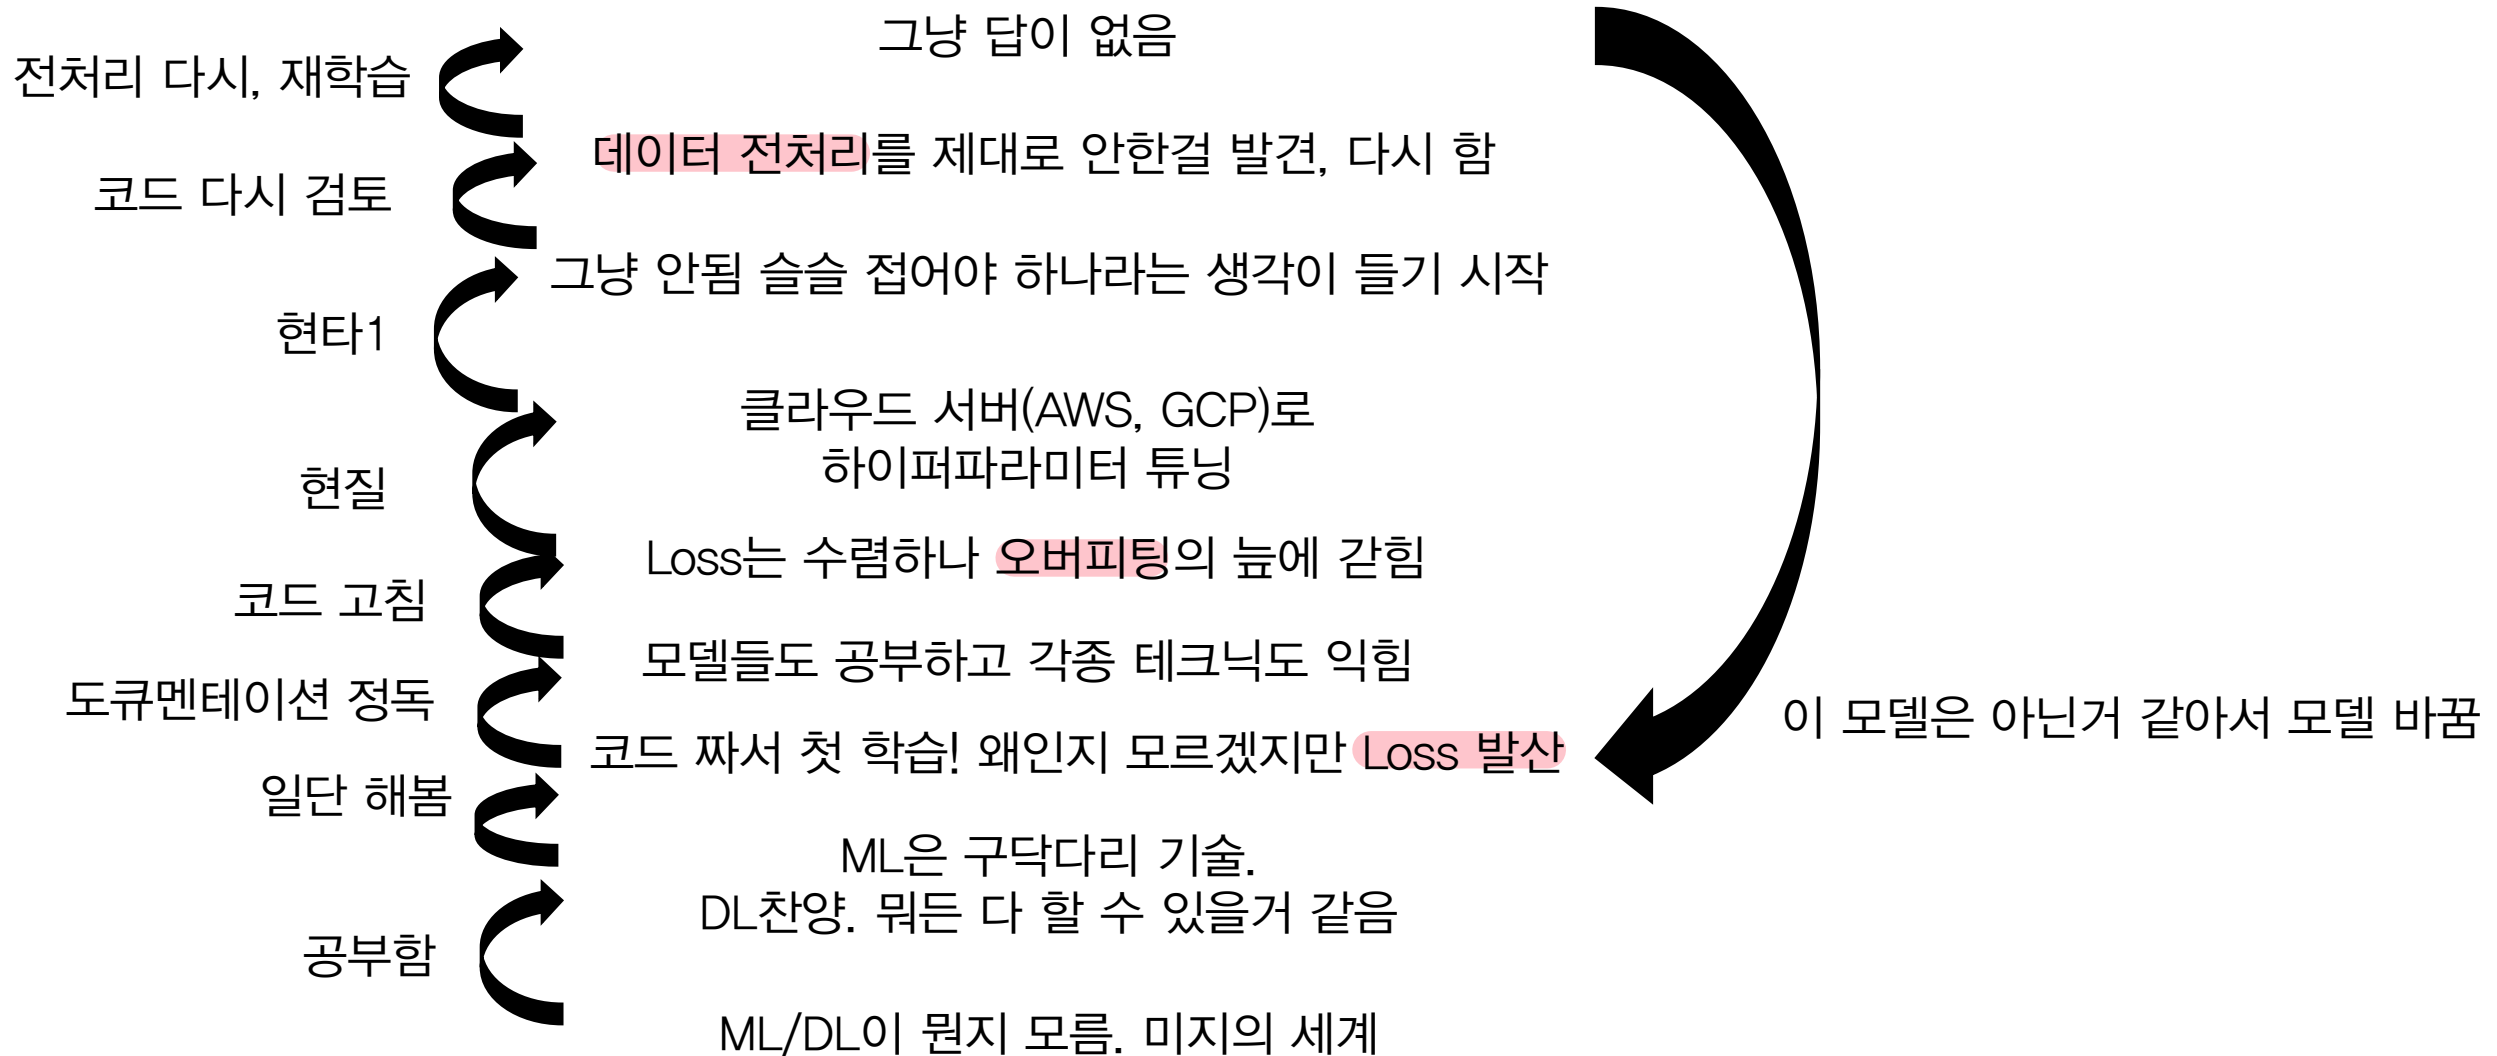 그냥 답이 없음
전처리 다시, 재학습
데이터 전처리를 제대로 안한걸 발견, 다시 함
코드 다시 검토
그냥 안됨 슬슬 접어야 하나라는 생각이 들기 시작
현타1
클라우드 서버(AWS, GCP)로
하이퍼파라미터 튜닝
현질
Loss는 수렴하나 오버피팅의 늪에 갇힘
코드 고침
모델들도 공부하고 각종 테크닉도 익힘
도큐멘테이션 정독
이 모델은 아닌거 같아서 모델 바꿈
코드 짜서 첫 학습! 왜인지 모르겠지만 Loss 발산
일단 해봄
ML은 구닥다리 기술.
DL찬양. 뭐든 다 할 수 있을거 같음
공부함
ML/DL이 뭔지 모름. 미지의 세계